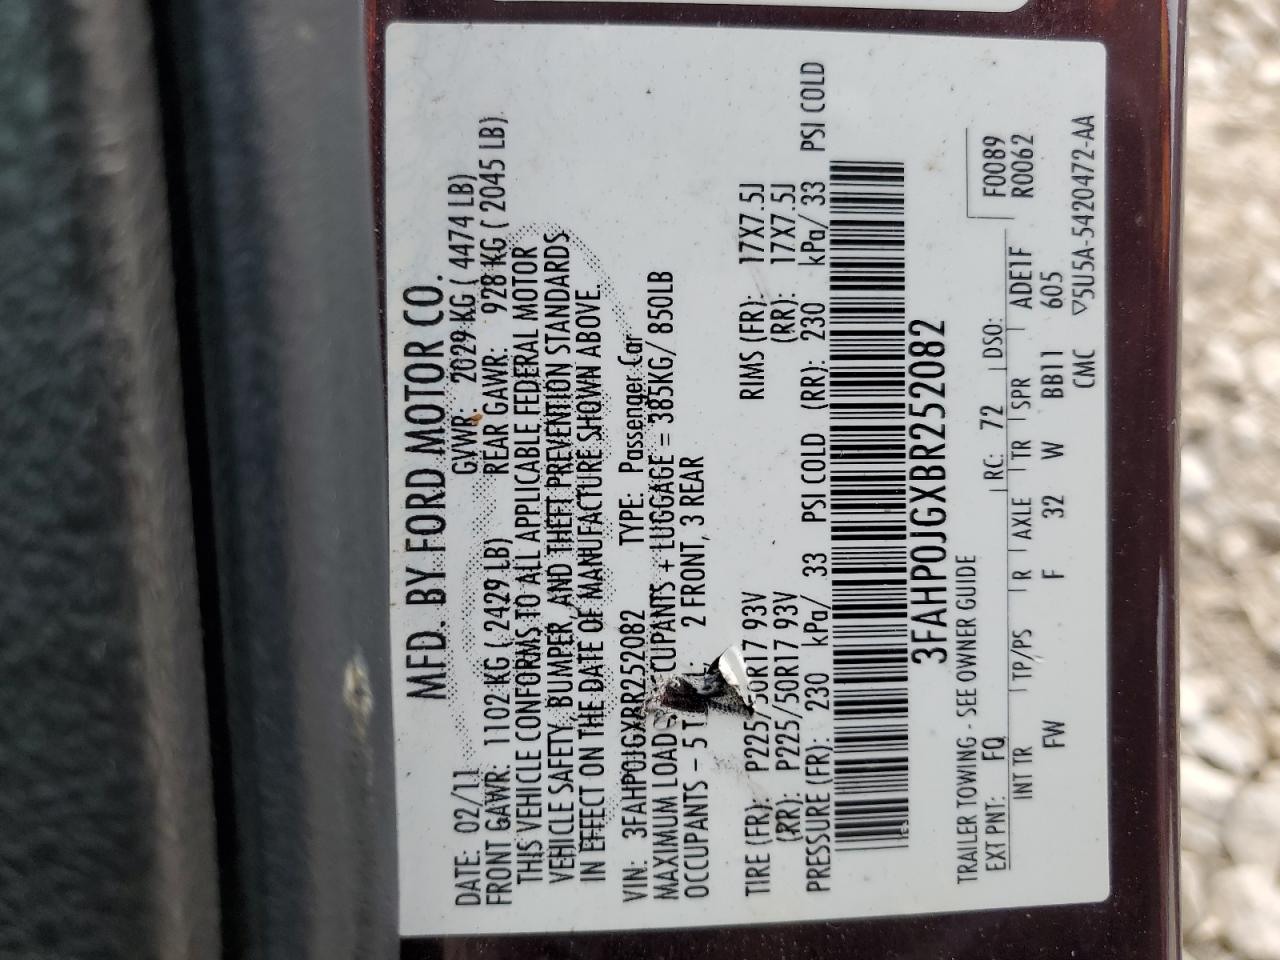 MFD. BY FORD MOTOR CO.
DATE: 02/11 GVWR: 2029 KG ( 4474 LB)
FRONT GAWR: 1102 KG ( 2429 LB) REAR GAWR: 928 KG ( 2045 LB)
THIS VEHICLE CONFORMS TO ALL APPLICABLE FEDERAL MOTOR
VEHICLE SAFETY, BUMPER, AND THEFT PREVENTION STANDARDS
IN EFFECT ON THE DATE OF MANUFACTURE SHOWN ABOVE.
VIN: 3FAHP0JGXBR252082 TYPE: Passenger Car
MAXIMUM LOAD CUPANTS + LUGGAGE = 385KG/ 850LB
OCCUPANTS - 5 2 FRONT, 3 REAR
TIRE (FR): P225/50R17 93V RIMS (FR): 17X7.5J
(RR): P225/50R17 93V (RR): 17X7.5J
PRESSURE (FR): 230 kPa/ 33 PSI COLD (RR): 230 kPa/ 33 PSI COLD
3FAHP0JGXBR252082
TRAILER TOWING - SEE OWNER GUIDE
EXT PNT: FQ RC: 72 DSO: F0089
R0062
INT TR TP/PS R AXLE TR SPR ADE1F
FW F 32 W BB11 605
CMC ▽5U5A-5420472-AA